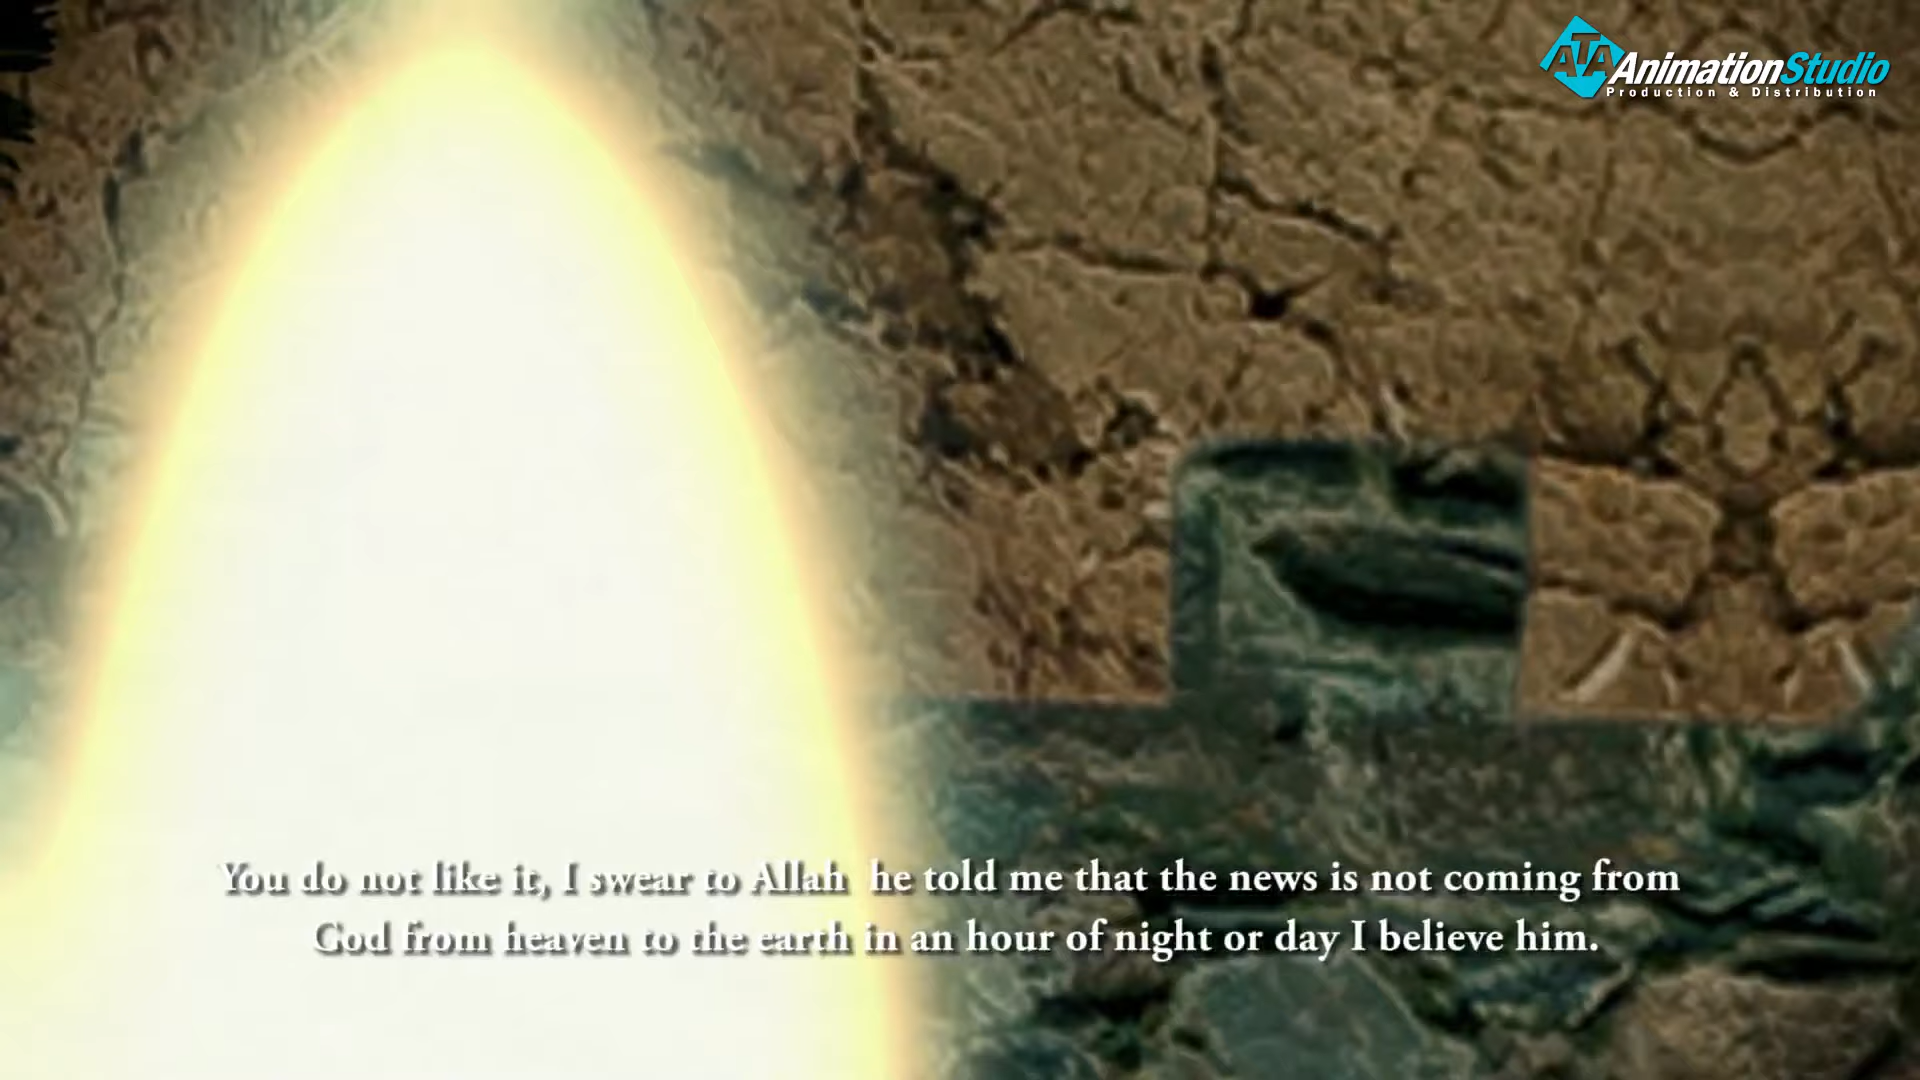 ATA AnimationStudio
Production & Distribution
You do not like it, I swear to Allah he told me that the news is not coming from
God from heaven to the earth in an hour of night or day I believe him.